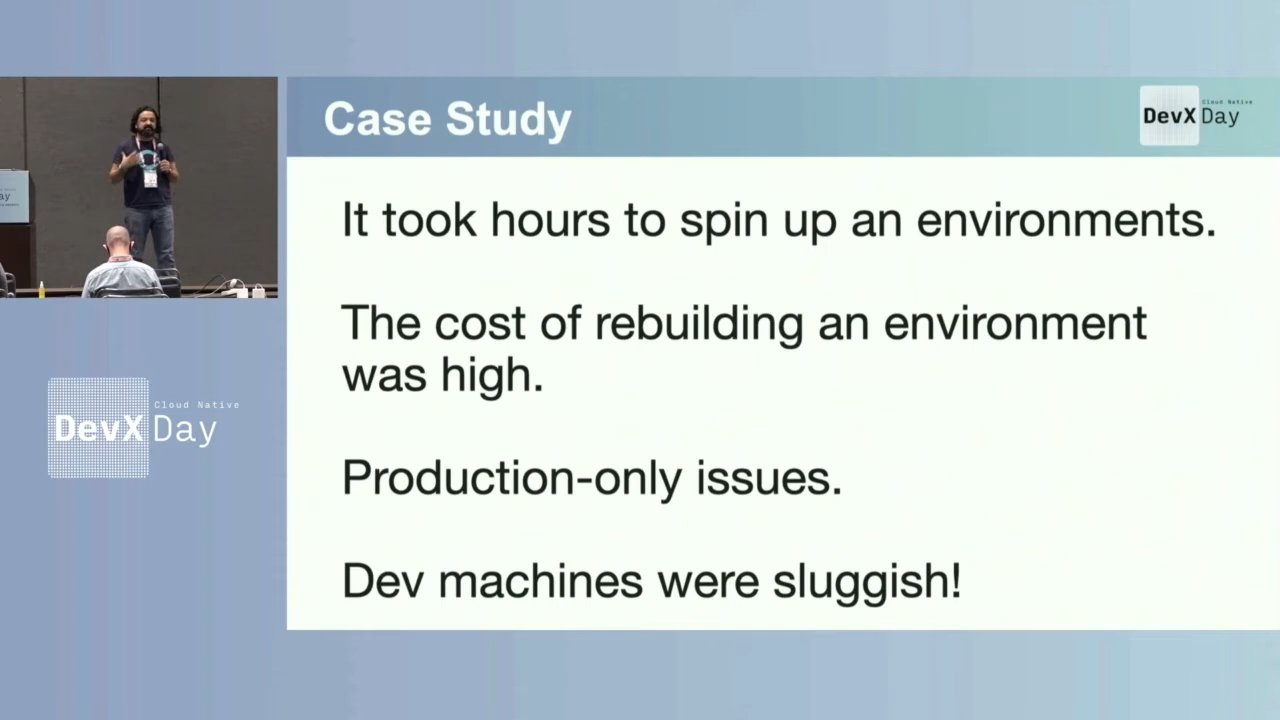 Case Study
Cloud Native
DevX Day
It took hours to spin up an environments.
The cost of rebuilding an environment
was high.
Production-only issues.
Dev machines were sluggish!
Cloud Native
DevX Day
ay